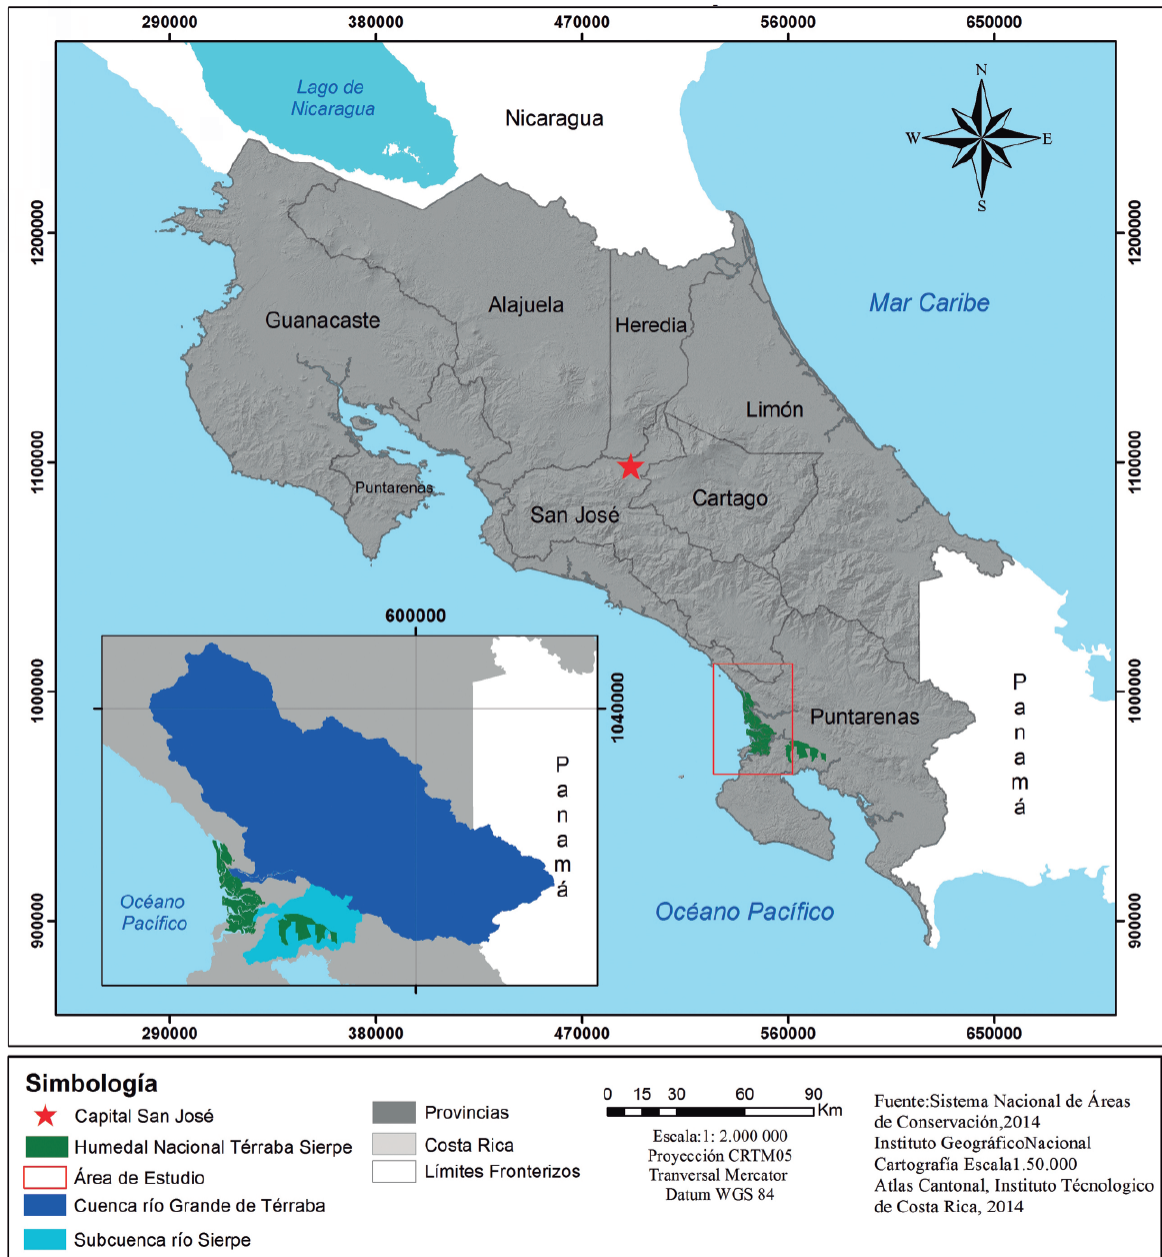 290000 380000 470000 560000 650000
Lago de
Nicaragua
Nicaragua
N
W E
S
1200000 1200000
Mar Caribe
Guanacaste
Alajuela
Heredia
Limón
1100000 1100000
Puntarenas
San José
Cartago
600000
1040000
1000000 1000000
Puntarenas
Panamá
Panamá
Océano
Pacífico
Océano Pacífico
900000 900000
290000 380000 470000 560000 650000
Simbología
Capital San José
Humedal Nacional Térraba Sierpe
Área de Estudio
Cuenca río Grande de Térraba
Subcuenca río Sierpe
Provincias
Costa Rica
Límites Fronterizos
0 15 30 60 90
Km
Escala:1: 2.000 000
Proyección CRTM05
Tranversal Mercator
Datum WGS 84
Fuente:Sistema Nacional de Áreas
de Conservación,2014
Instituto GeográficoNacional
Cartografía Escala1.50.000
Atlas Cantonal, Instituto Técnologico
de Costa Rica, 2014